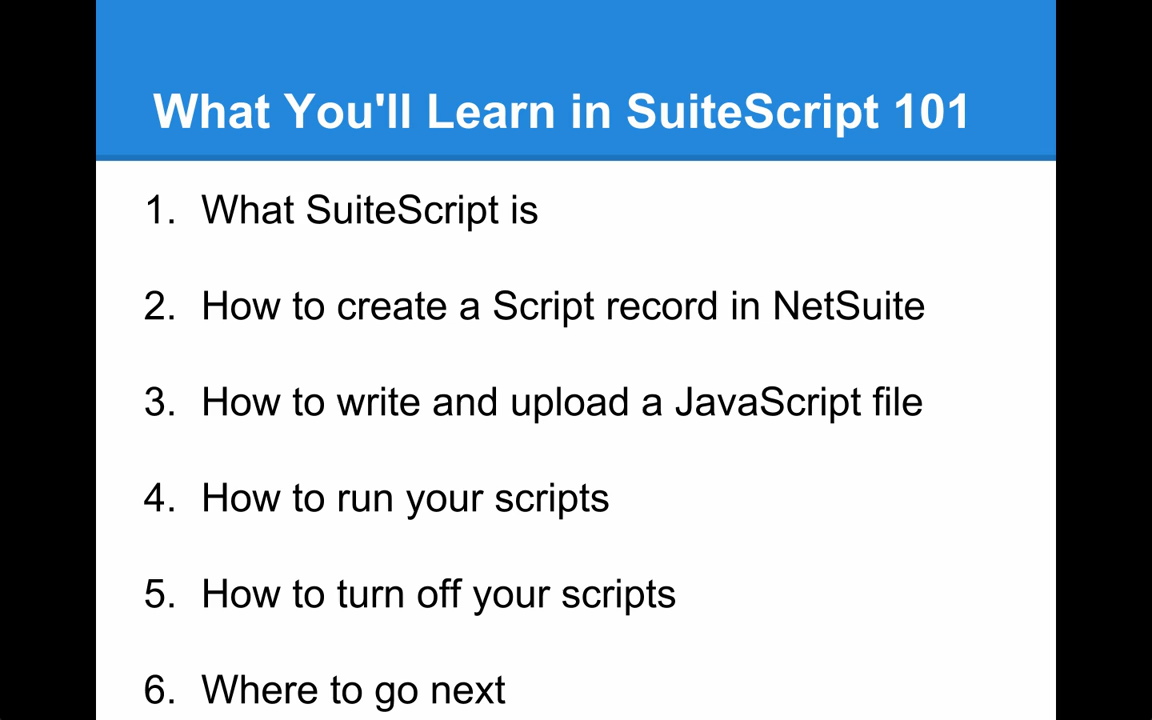 What You'll Learn in SuiteScript 101
1. What SuiteScript is
2. How to create a Script record in NetSuite
3. How to write and upload a JavaScript file
4. How to run your scripts
5. How to turn off your scripts
6. Where to go next